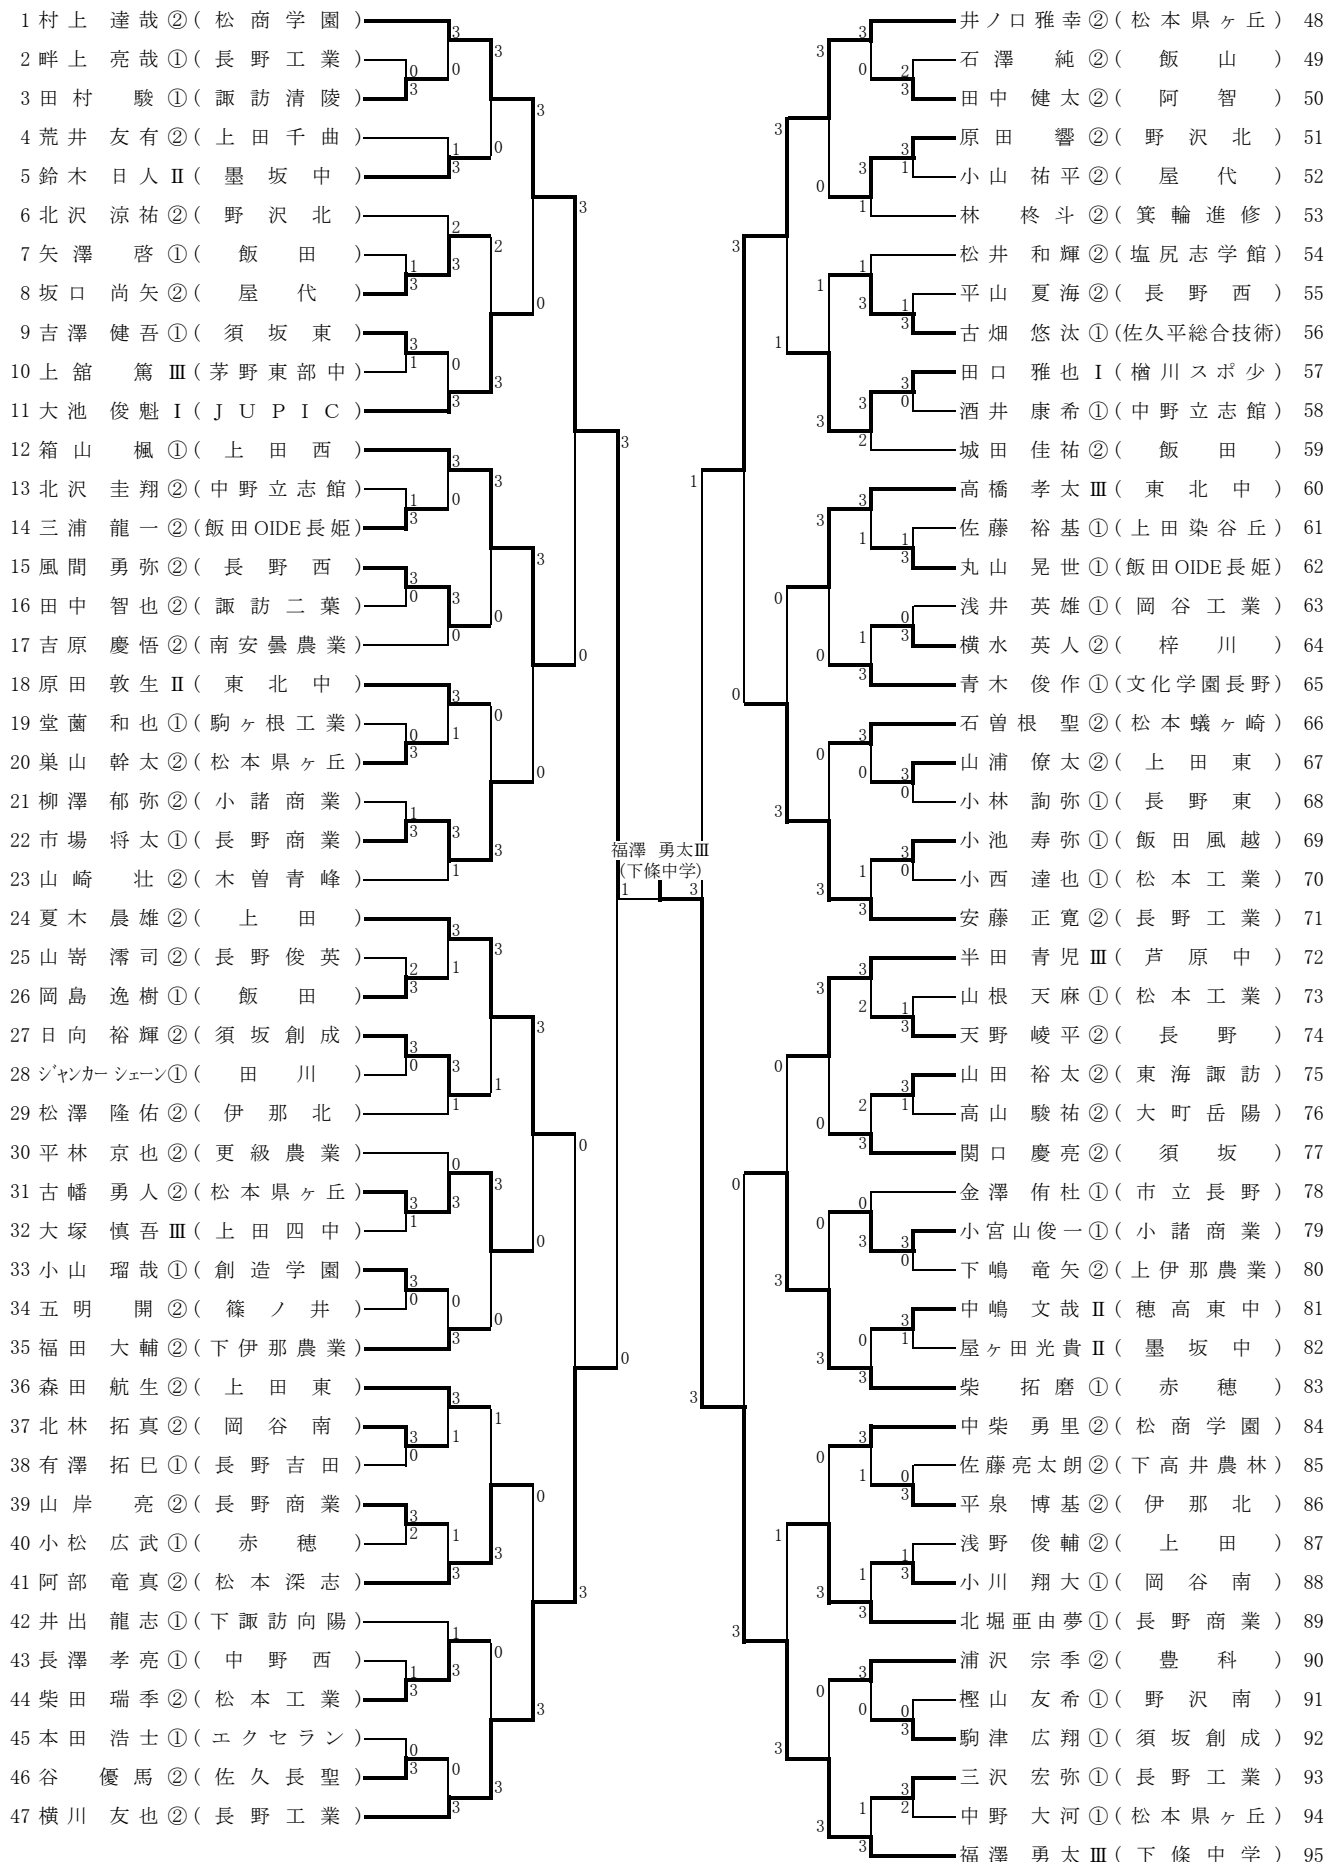 1 村上 達哉 ② ( 松商学園 )
2 畔上 亮哉 ① ( 長野工業 )
3 田村 駿 ① ( 諏訪清陵 )
4 荒井 友有 ② ( 上田千曲 )
5 鈴木 日人 Ⅱ ( 墨坂中 )
6 北沢 涼祐 ② ( 野沢北 )
7 矢澤 啓 ① ( 飯田 )
8 坂口 尚矢 ② ( 屋代 )
9 吉澤 健吾 ① ( 須坂東 )
10 上舘 篤 Ⅲ ( 茅野東部中 )
11 大池 俊魁 Ⅰ ( JUPIC )
12 箱山 楓 ① ( 上田西 )
13 北沢 圭翔 ② ( 中野立志館 )
14 三浦 龍一 ② ( 飯田OIDE長姫 )
15 風間 勇弥 ② ( 長野西 )
16 田中 智也 ② ( 諏訪二葉 )
17 吉原 慶悟 ② ( 南安曇農業 )
18 原田 敦生 Ⅱ ( 東北中 )
19 堂薗 和也 ① ( 駒ヶ根工業 )
20 巣山 幹太 ② ( 松本県ヶ丘 )
21 柳澤 郁弥 ② ( 小諸商業 )
22 市場 将太 ① ( 長野商業 )
23 山崎 壮 ② ( 木曽青峰 )
24 夏木 晨雄 ② ( 上田 )
25 山嵜 澪司 ② ( 長野俊英 )
26 岡島 逸樹 ① ( 飯田 )
27 日向 裕輝 ② ( 須坂創成 )
28 ジャンカー シェーン ① ( 田川 )
29 松澤 隆佑 ② ( 伊那北 )
30 平林 京也 ② ( 更級農業 )
31 古幡 勇人 ② ( 松本県ヶ丘 )
32 大塚 慎吾 Ⅲ ( 上田四中 )
33 小山 瑠哉 ① ( 創造学園 )
34 五明 開 ② ( 篠ノ井 )
35 福田 大輔 ② ( 下伊那農業 )
36 森田 航生 ② ( 上田東 )
37 北林 拓真 ② ( 岡谷南 )
38 有澤 拓巳 ① ( 長野吉田 )
39 山岸 亮 ② ( 長野商業 )
40 小松 広武 ① ( 赤穂 )
41 阿部 竜真 ② ( 松本深志 )
42 井出 龍志 ① ( 下諏訪向陽 )
43 長澤 孝亮 ① ( 中野西 )
44 柴田 瑞季 ② ( 松本工業 )
45 本田 浩士 ① ( エクセラン )
46 谷 優馬 ② ( 佐久長聖 )
47 横川 友也 ② ( 長野工業 )
福澤 勇太Ⅲ
(下條中学)
1 3
井ノ口雅幸 ② ( 松本県ヶ丘 ) 48
石澤 純 ② ( 飯山 ) 49
田中 健太 ② ( 阿智 ) 50
原田 響 ② ( 野沢北 ) 51
小山 祐平 ② ( 屋代 ) 52
林 柊斗 ② ( 箕輪進修 ) 53
松井 和輝 ② ( 塩尻志学館 ) 54
平山 夏海 ② ( 長野西 ) 55
古畑 悠汰 ① ( 佐久平総合技術 ) 56
田口 雅也 Ⅰ ( 楢川スポ少 ) 57
酒井 康希 ① ( 中野立志館 ) 58
城田 佳祐 ② ( 飯田 ) 59
高橋 孝太 Ⅲ ( 東北中 ) 60
佐藤 裕基 ① ( 上田染谷丘 ) 61
丸山 晃世 ① ( 飯田OIDE長姫 ) 62
浅井 英雄 ① ( 岡谷工業 ) 63
横水 英人 ② ( 梓川 ) 64
青木 俊作 ① ( 文化学園長野 ) 65
石曽根 聖 ② ( 松本蟻ヶ崎 ) 66
山浦 僚太 ② ( 上田東 ) 67
小林 詢弥 ① ( 長野東 ) 68
小池 寿弥 ① ( 飯田風越 ) 69
小西 達也 ① ( 松本工業 ) 70
安藤 正寛 ② ( 長野工業 ) 71
半田 青児 Ⅲ ( 芦原中 ) 72
山根 天麻 ① ( 松本工業 ) 73
天野 崚平 ② ( 長野 ) 74
山田 裕太 ② ( 東海諏訪 ) 75
高山 駿祐 ② ( 大町岳陽 ) 76
関口 慶亮 ② ( 須坂 ) 77
金澤 侑杜 ① ( 市立長野 ) 78
小宮山俊一 ① ( 小諸商業 ) 79
下嶋 竜矢 ② ( 上伊那農業 ) 80
中嶋 文哉 Ⅱ ( 穂高東中 ) 81
屋ヶ田光貴 Ⅱ ( 墨坂中 ) 82
柴 拓磨 ① ( 赤穂 ) 83
中柴 勇里 ② ( 松商学園 ) 84
佐藤亮太朗 ② ( 下高井農林 ) 85
平泉 博基 ② ( 伊那北 ) 86
浅野 俊輔 ② ( 上田 ) 87
小川 翔大 ① ( 岡谷南 ) 88
北堀亜由夢 ① ( 長野商業 ) 89
浦沢 宗季 ② ( 豊科 ) 90
樫山 友希 ① ( 野沢南 ) 91
駒津 広翔 ① ( 須坂創成 ) 92
三沢 宏弥 ① ( 長野工業 ) 93
中野 大河 ① ( 松本県ヶ丘 ) 94
福澤 勇太 Ⅲ ( 下條中学 ) 95